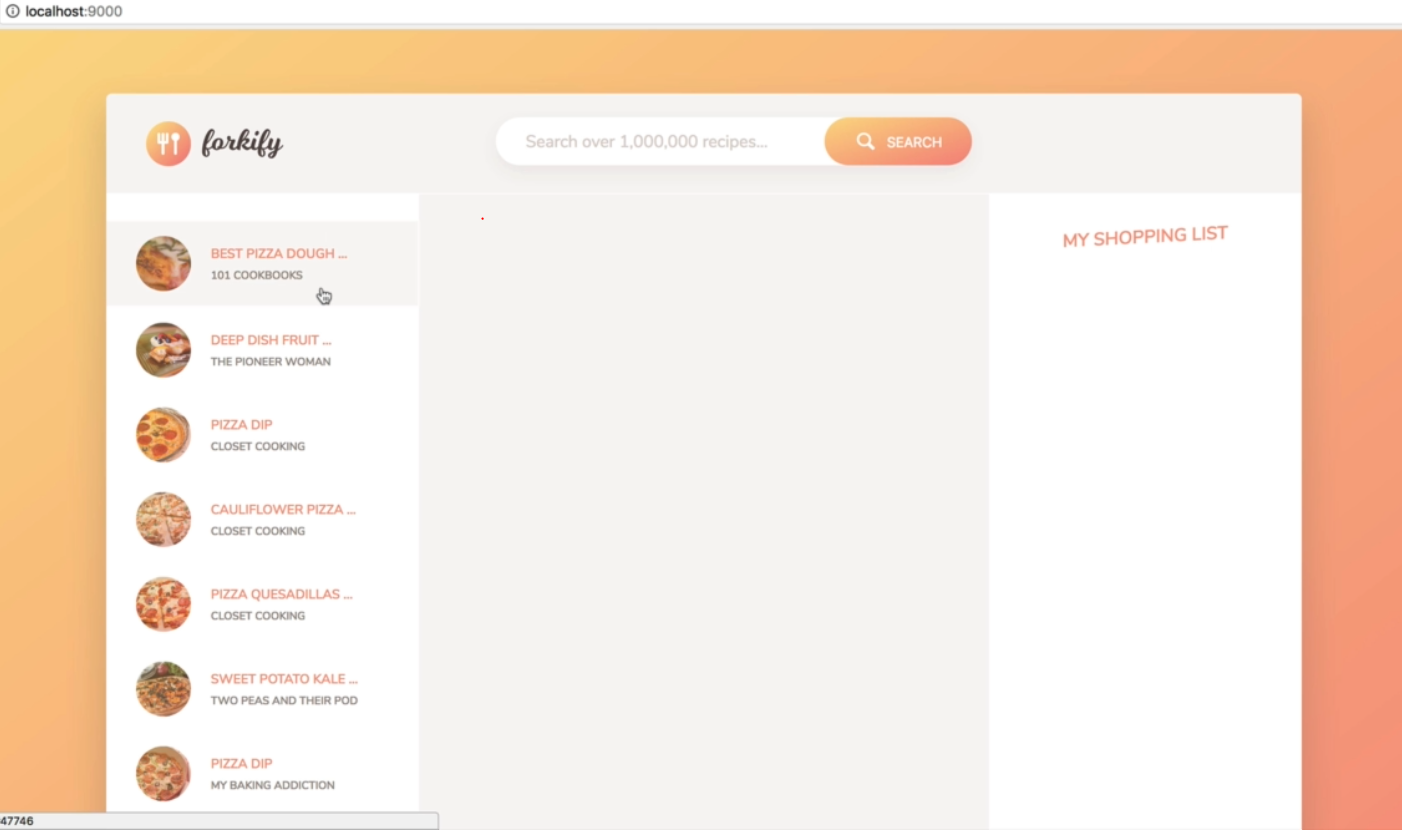 localhost:9000
forkify
Search over 1,000,000 recipes...
SEARCH
BEST PIZZA DOUGH ...
101 COOKBOOKS
DEEP DISH FRUIT ...
THE PIONEER WOMAN
PIZZA DIP
CLOSET COOKING
CAULIFLOWER PIZZA ...
CLOSET COOKING
PIZZA QUESADILLAS ...
CLOSET COOKING
SWEET POTATO KALE ...
TWO PEAS AND THEIR POD
PIZZA DIP
MY BAKING ADDICTION
MY SHOPPING LIST
47746